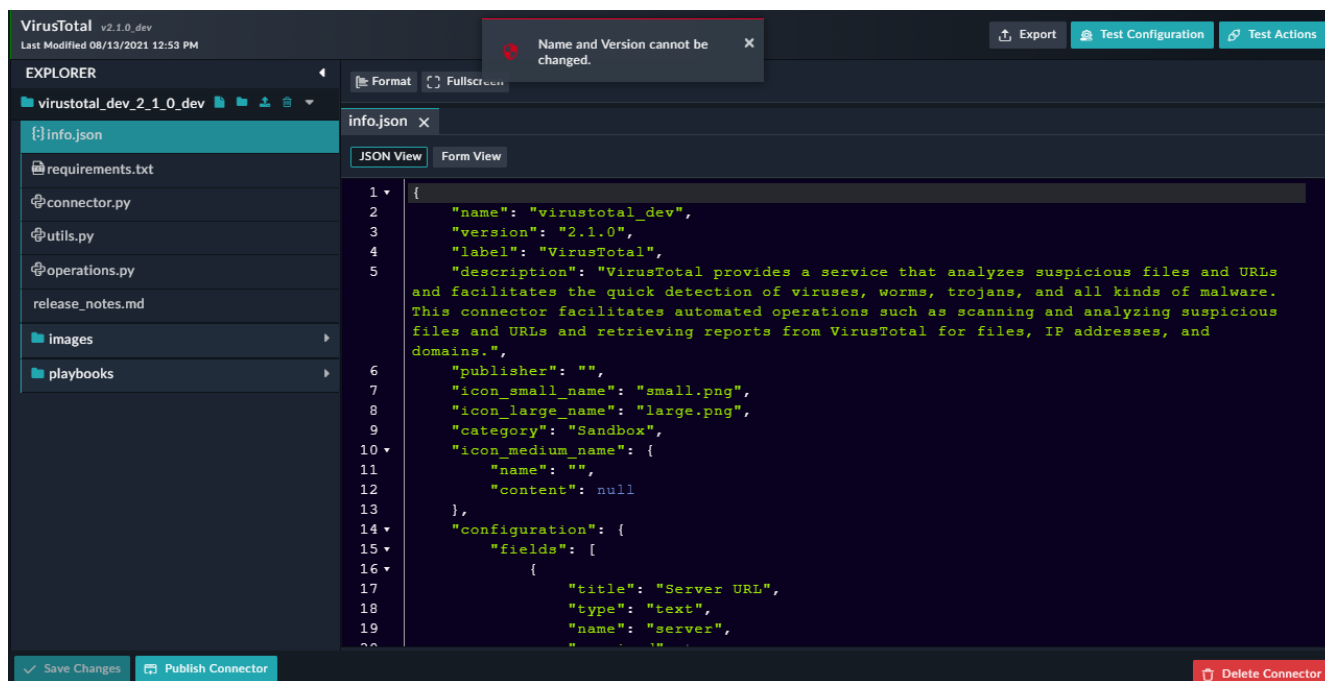 VirusTotal v2.1.0_dev
Last Modified 08/13/2021 12:53 PM
Name and Version cannot be
changed.
Export
Test Configuration
Test Actions
EXPLORER
Format
Fullscreen
virustotal_dev_2_1_0_dev
info.json
requirements.txt
connector.py
utils.py
operations.py
release_notes.md
images
playbooks
info.json
JSON View Form View
1 {
2 "name": "virustotal_dev",
3 "version": "2.1.0",
4 "label": "VirusTotal",
5 "description": "VirusTotal provides a service that analyzes suspicious files and URLs
and facilitates the quick detection of viruses, worms, trojans, and all kinds of malware.
This connector facilitates automated operations such as scanning and analyzing suspicious
files and URLs and retrieving reports from VirusTotal for files, IP addresses, and
domains.",
6 "publisher": "",
7 "icon_small_name": "small.png",
8 "icon_large_name": "large.png",
9 "category": "Sandbox",
10 "icon_medium_name": {
11 "name": "",
12 "content": null
13 },
14 "configuration": {
15 "fields": [
16 {
17 "title": "Server URL",
18 "type": "text",
19 "name": "server",
Save Changes
Publish Connector
Delete Connector